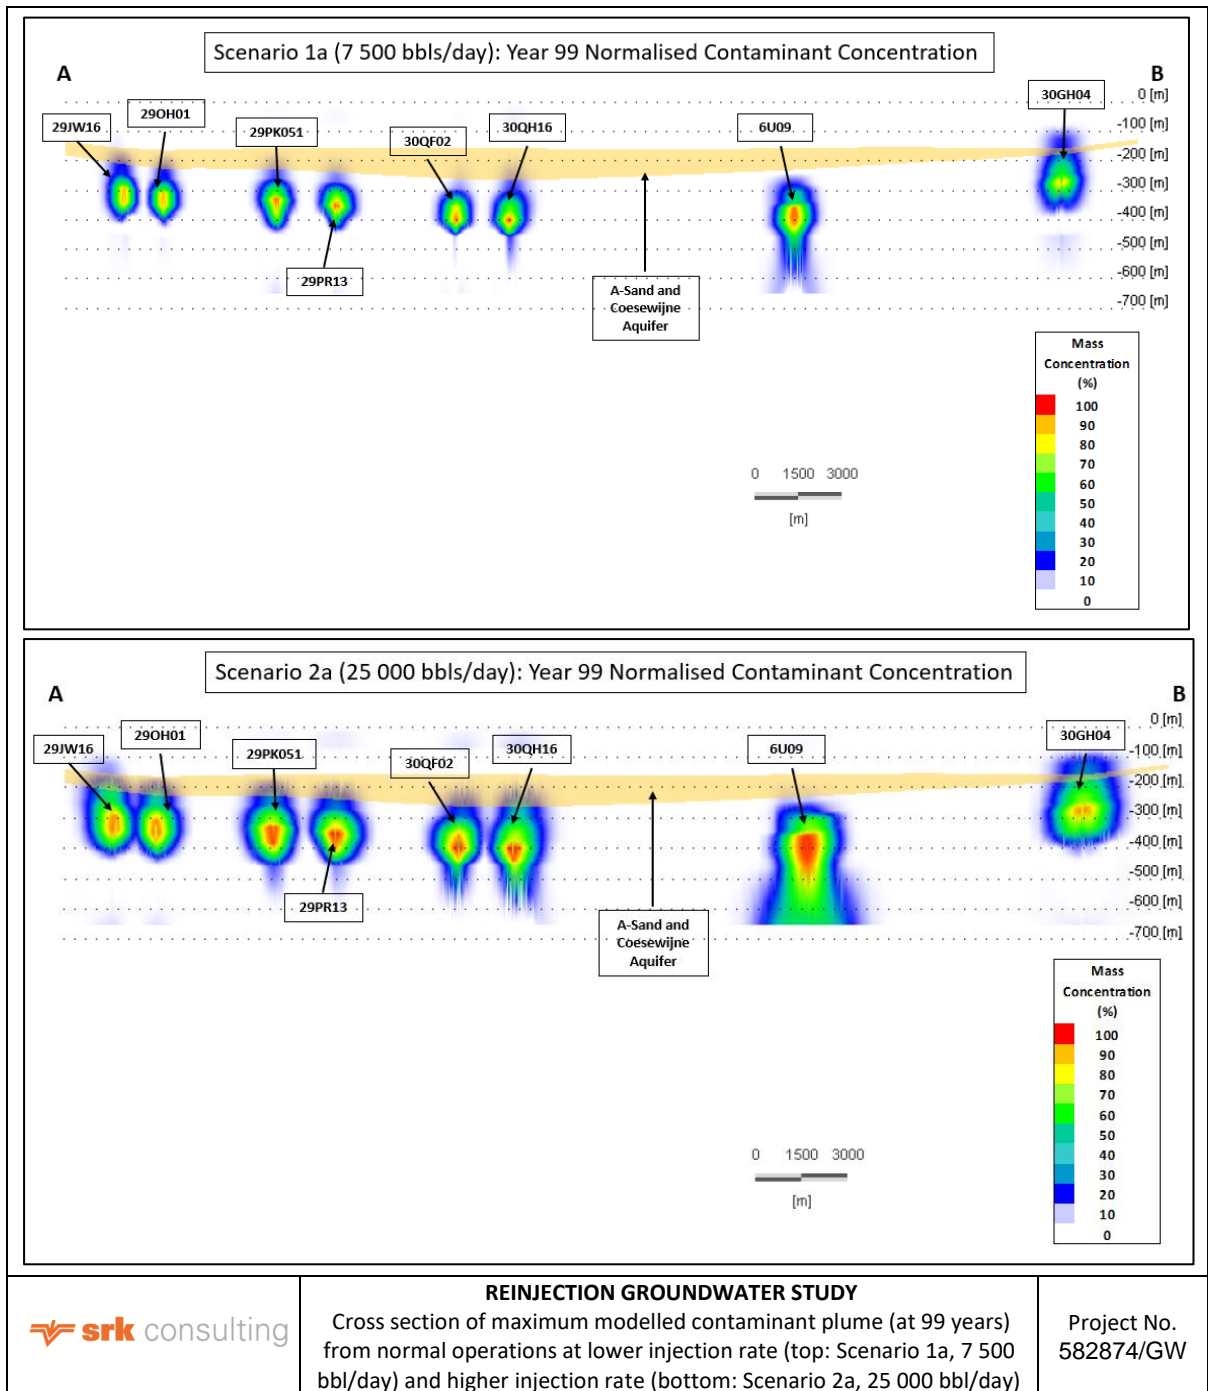 Scenario 1a (7 500 bbls/day): Year 99 Normalised Contaminant Concentration
A
B
0 [m]
-100 [m]
-200 [m]
-300 [m]
-400 [m]
-500 [m]
-600 [m]
-700 [m]
29JW16
29OH01
29PK051
29PR13
30QF02
30QH16
6U09
30GH04
A-Sand and
Coesewijne
Aquifer
0 1500 3000
[m]
Mass
Concentration
(%)
100
90
80
70
60
50
40
30
20
10
0
Scenario 2a (25 000 bbls/day): Year 99 Normalised Contaminant Concentration
A
B
0 [m]
-100 [m]
-200 [m]
-300 [m]
-400 [m]
-500 [m]
-600 [m]
-700 [m]
29JW16
29OH01
29PK051
29PR13
30QF02
30QH16
6U09
30GH04
A-Sand and
Coesewijne
Aquifer
0 1500 3000
[m]
Mass
Concentration
(%)
100
90
80
70
60
50
40
30
20
10
0
srk consulting
REINJECTION GROUNDWATER STUDY
Cross section of maximum modelled contaminant plume (at 99 years)
from normal operations at lower injection rate (top: Scenario 1a, 7 500
bbl/day) and higher injection rate (bottom: Scenario 2a, 25 000 bbl/day)
Project No.
582874/GW